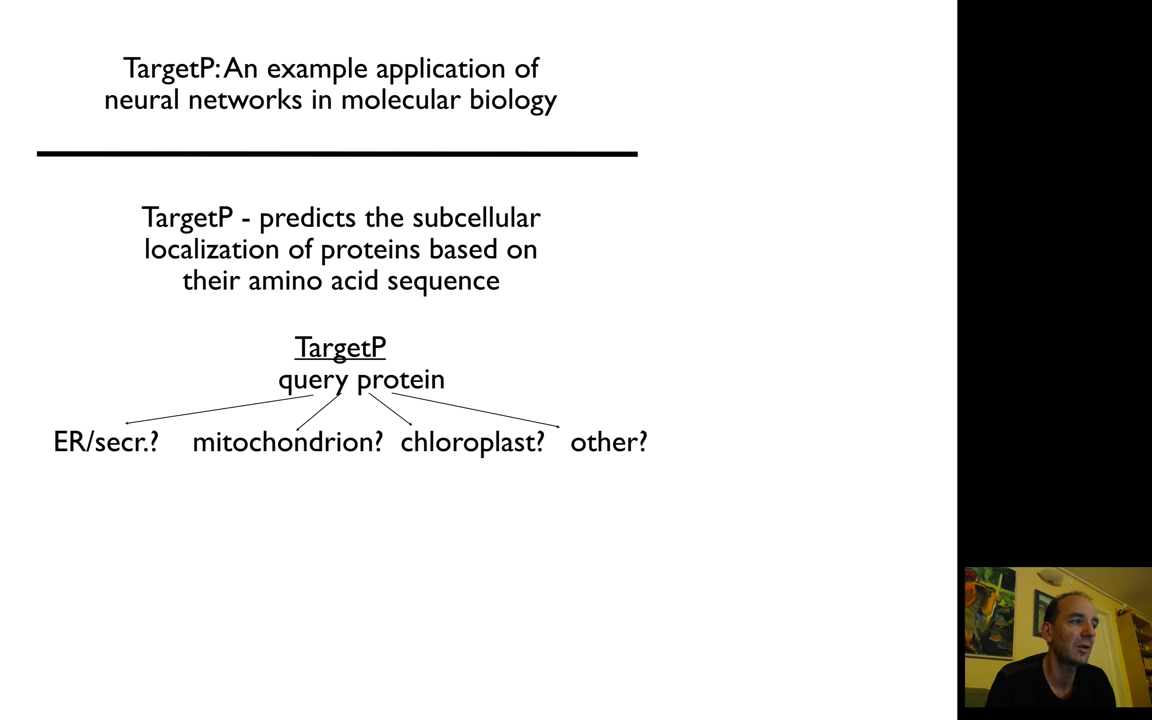 TargetP: An example application of
neural networks in molecular biology
TargetP - predicts the subcellular
localization of proteins based on
their amino acid sequence
TargetP
query protein
ER/secr.? mitochondrion? chloroplast? other?